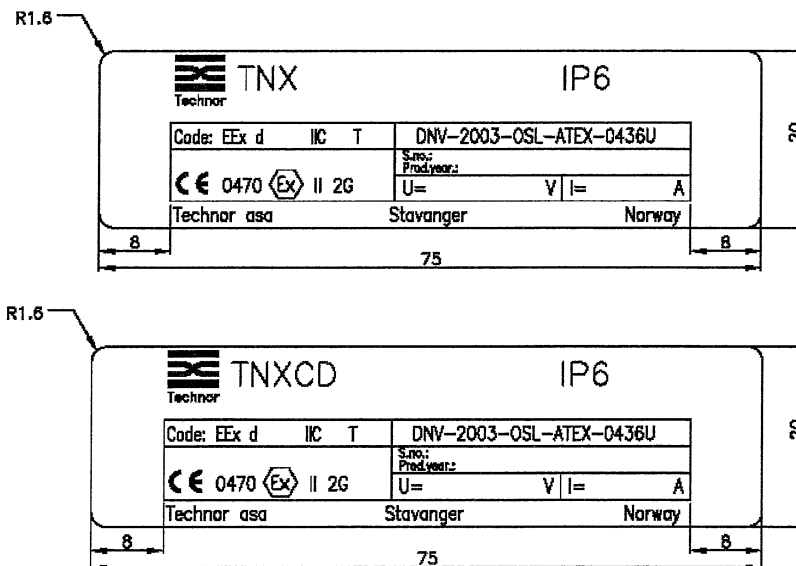 R1.6
TNX IP6
Technor
Code: EEx d IIC T DNV-2003-OSL-ATEX-0436U
S.no.:
Prod.year.:
CE 0470 Ex II 2G U= V I= A
Technor asa Stavanger Norway
8 8
75
R1.6
TNXCD IP6
Technor
Code: EEx d IIC T DNV-2003-OSL-ATEX-0436U
S.no.:
Prod.year.:
CE 0470 Ex II 2G U= V I= A
Technor asa Stavanger Norway
8 8
75